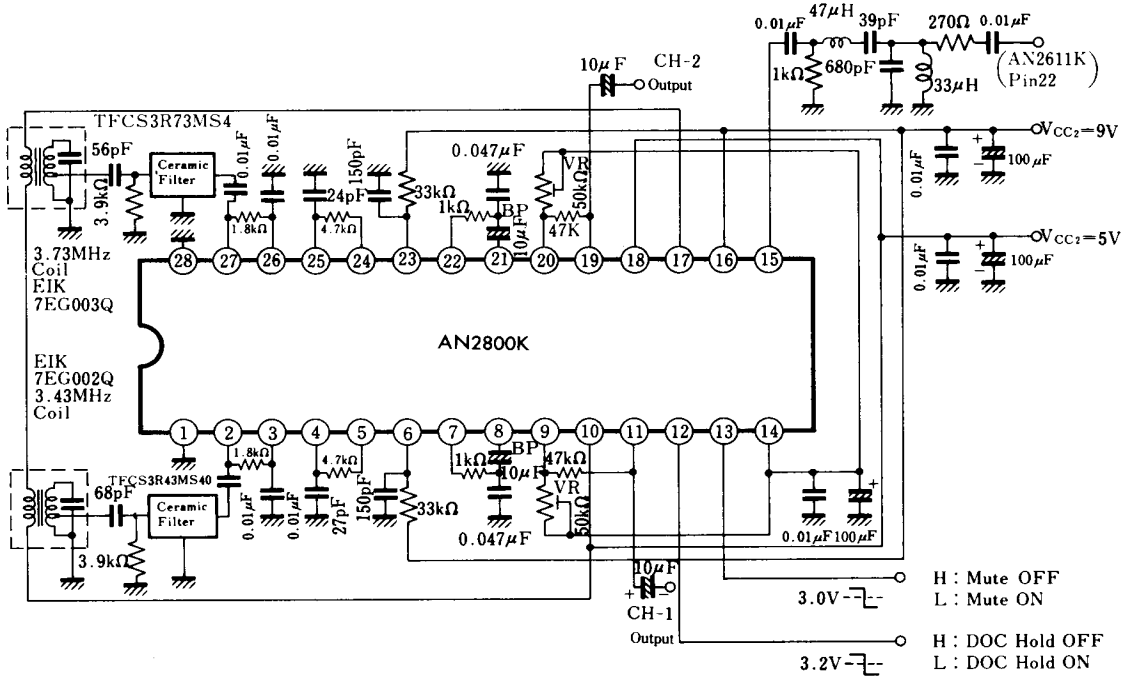 0.01μF
47μH
39pF
270Ω
0.01μF
1kΩ
680pF
33μH
(AN2611K)
Pin22
10μF
CH-2
Output
TFCS3R73MS4
56pF
Ceramic
Filter
3.9kΩ
0.01μF
0.01μF
1.8kΩ
24pF
4.7kΩ
150pF
33kΩ
0.047μF
1kΩ
BP
10μF
VR
50kΩ
47K
VCC2=9V
0.01μF
+
−
100μF
VCC2=5V
0.01μF
+
−
100μF
3.73MHz
Coil
EIK
7EG003Q
28
27
26
25
24
23
22
21
20
19
18
17
16
15
AN2800K
EIK
7EG002Q
3.43MHz
Coil
1
2
3
4
5
6
7
8
9
10
11
12
13
14
TFCS3R43MS40
68pF
Ceramic
Filter
3.9kΩ
1.8kΩ
0.01μF
0.01μF
4.7kΩ
27pF
150pF
33kΩ
1kΩ
BP
10μF
0.047μF
47kΩ
VR
50kΩ
+
0.01μF
100μF
10μF
+
−
CH-1
Output
3.0V
H : Mute OFF
L : Mute ON
3.2V
H : DOC Hold OFF
L : DOC Hold ON